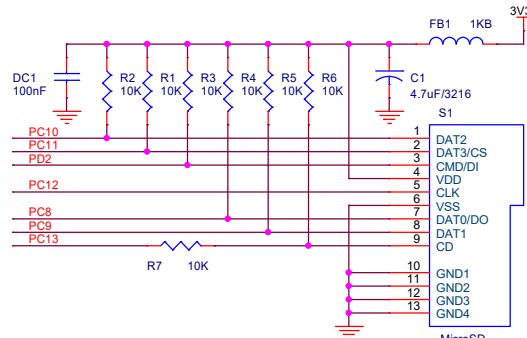 3V3
FB1 1KB
DC1
100nF
R2
10K
R1
10K
R3
10K
R4
10K
R5
10K
R6
10K
C1
4.7uF/3216
S1
PC10
PC11
PD2
PC12
PC8
PC9
PC13
R7 10K
1 DAT2
2 DAT3/CS
3 CMD/DI
4 VDD
5 CLK
6 VSS
7 DAT0/DO
8 DAT1
9 CD
10 GND1
11 GND2
12 GND3
13 GND4
MicroSD